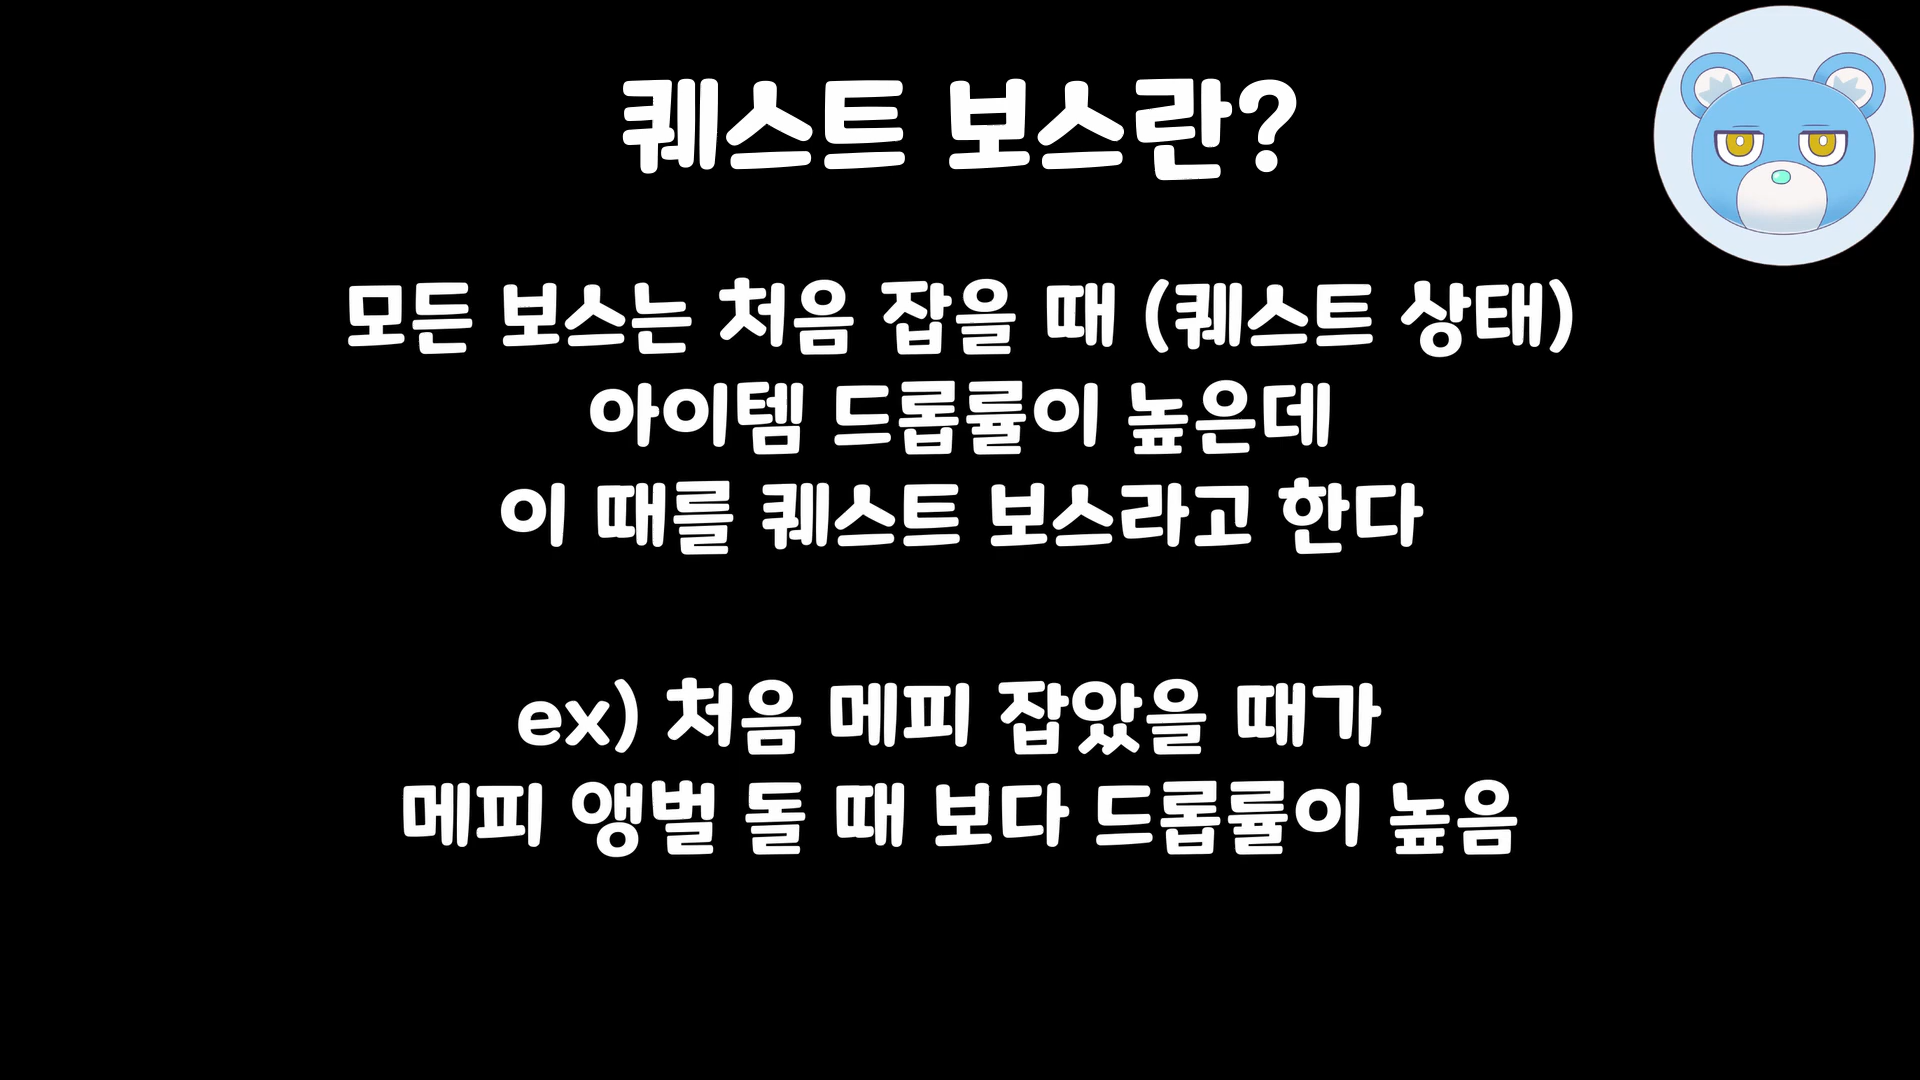 퀘스트 보스란?
모든 보스는 처음 잡을 때 (퀘스트 상태)
아이템 드롭률이 높은데
이 때를 퀘스트 보스라고 한다
ex) 처음 메피 잡았을 때가
메피 앵벌 돌 때 보다 드롭률이 높음